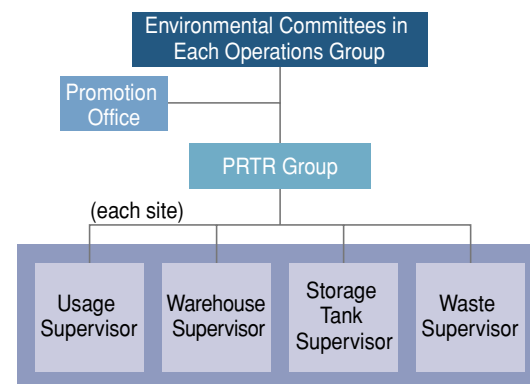 Environmental Committees in
Each Operations Group
Promotion
Office
PRTR Group
(each site)
Usage
Supervisor
Warehouse
Supervisor
Storage
Tank
Supervisor
Waste
Supervisor